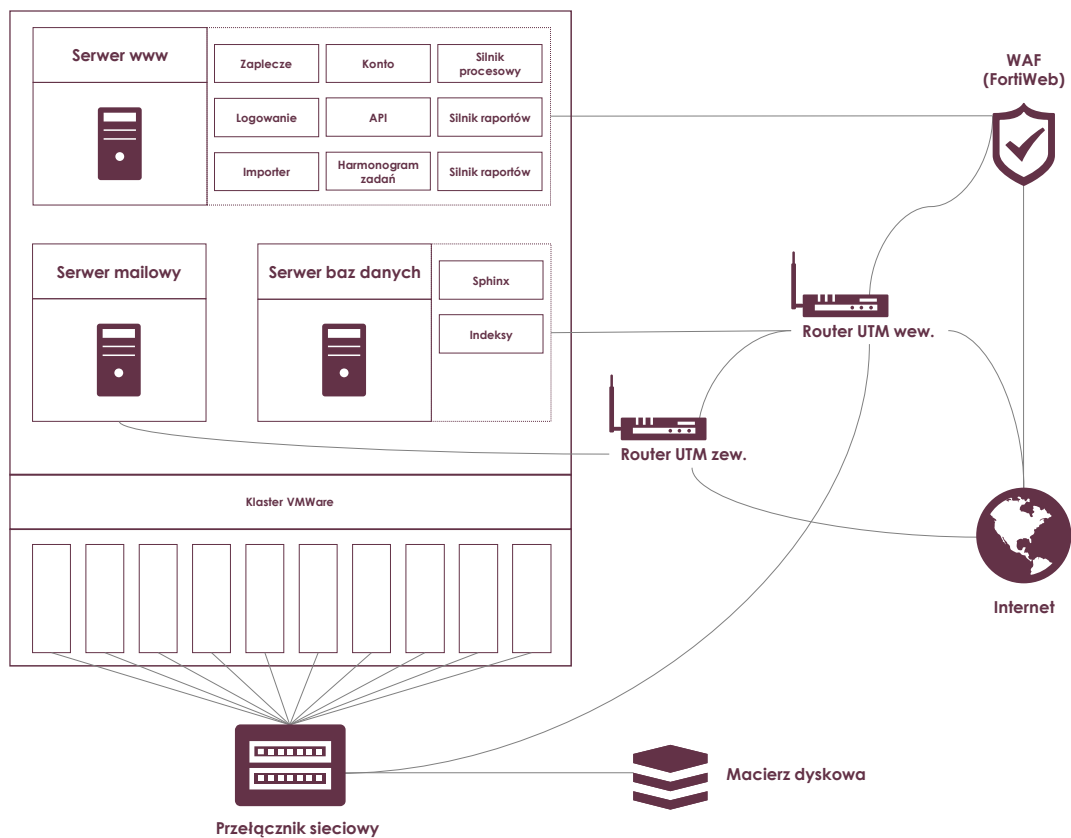 Serwer www
Zaplecze
Konto
Silnik
procesowy
Logowanie
API
Silnik raportów
Importer
Harmonogram
zadań
Silnik raportów
WAF
(FortiWeb)
Serwer mailowy
Serwer baz danych
Sphinx
Indeksy
Router UTM wew.
Router UTM zew.
Klaster VMWare
Internet
Macierz dyskowa
Przełącznik sieciowy